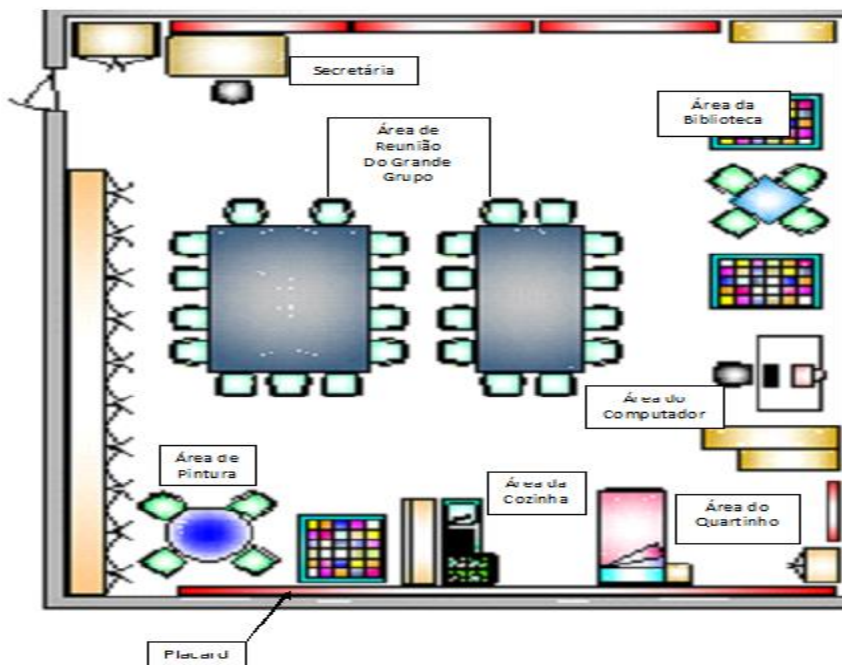 Secretária
Área da
Biblioteca
Área de
Reunião
Do Grande
Grupo
Área do
Computador
Área de
Pintura
Área da
Cozinha
Área do
Quartinho
Placard